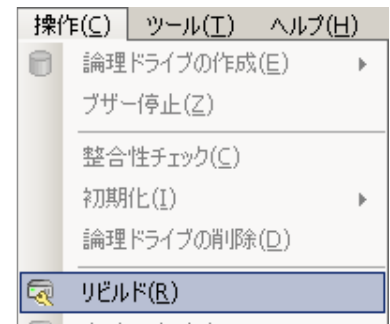 操作(C) ツール(T) ヘルプ(H)
論理ドライブの作成(E)
ブザー停止(Z)
整合性チェック(C)
初期化(I)
論理ドライブの削除(D)
リビルド(R)